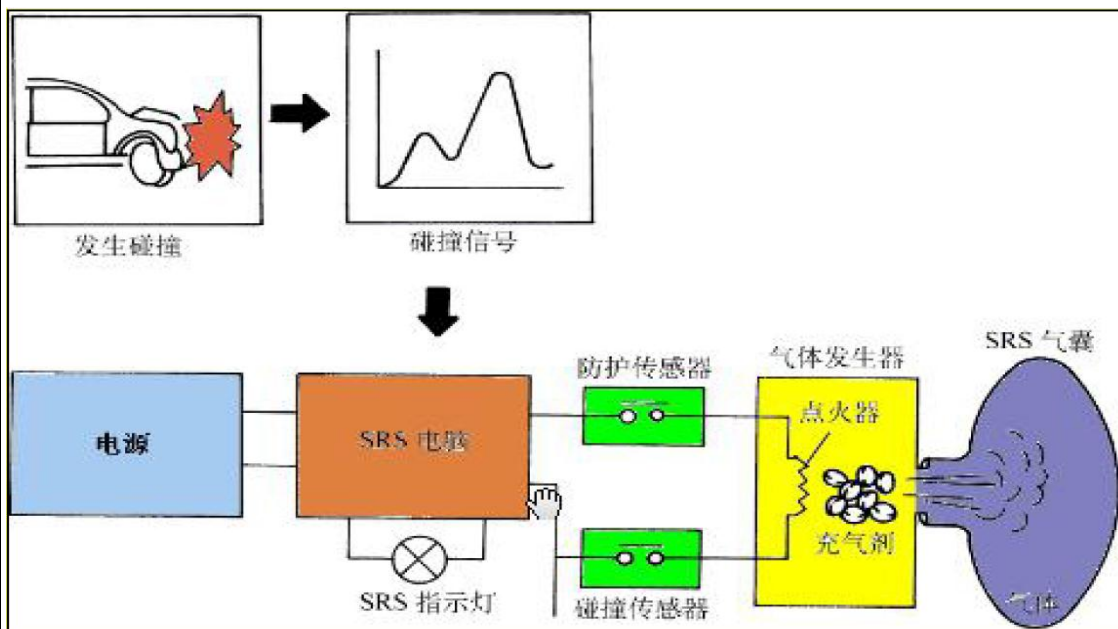 发生碰撞
碰撞信号
SRS 气囊
防护传感器
气体发生器
点火器
电源
SRS 电脑
充气剂
SRS 指示灯
碰撞传感器
气体